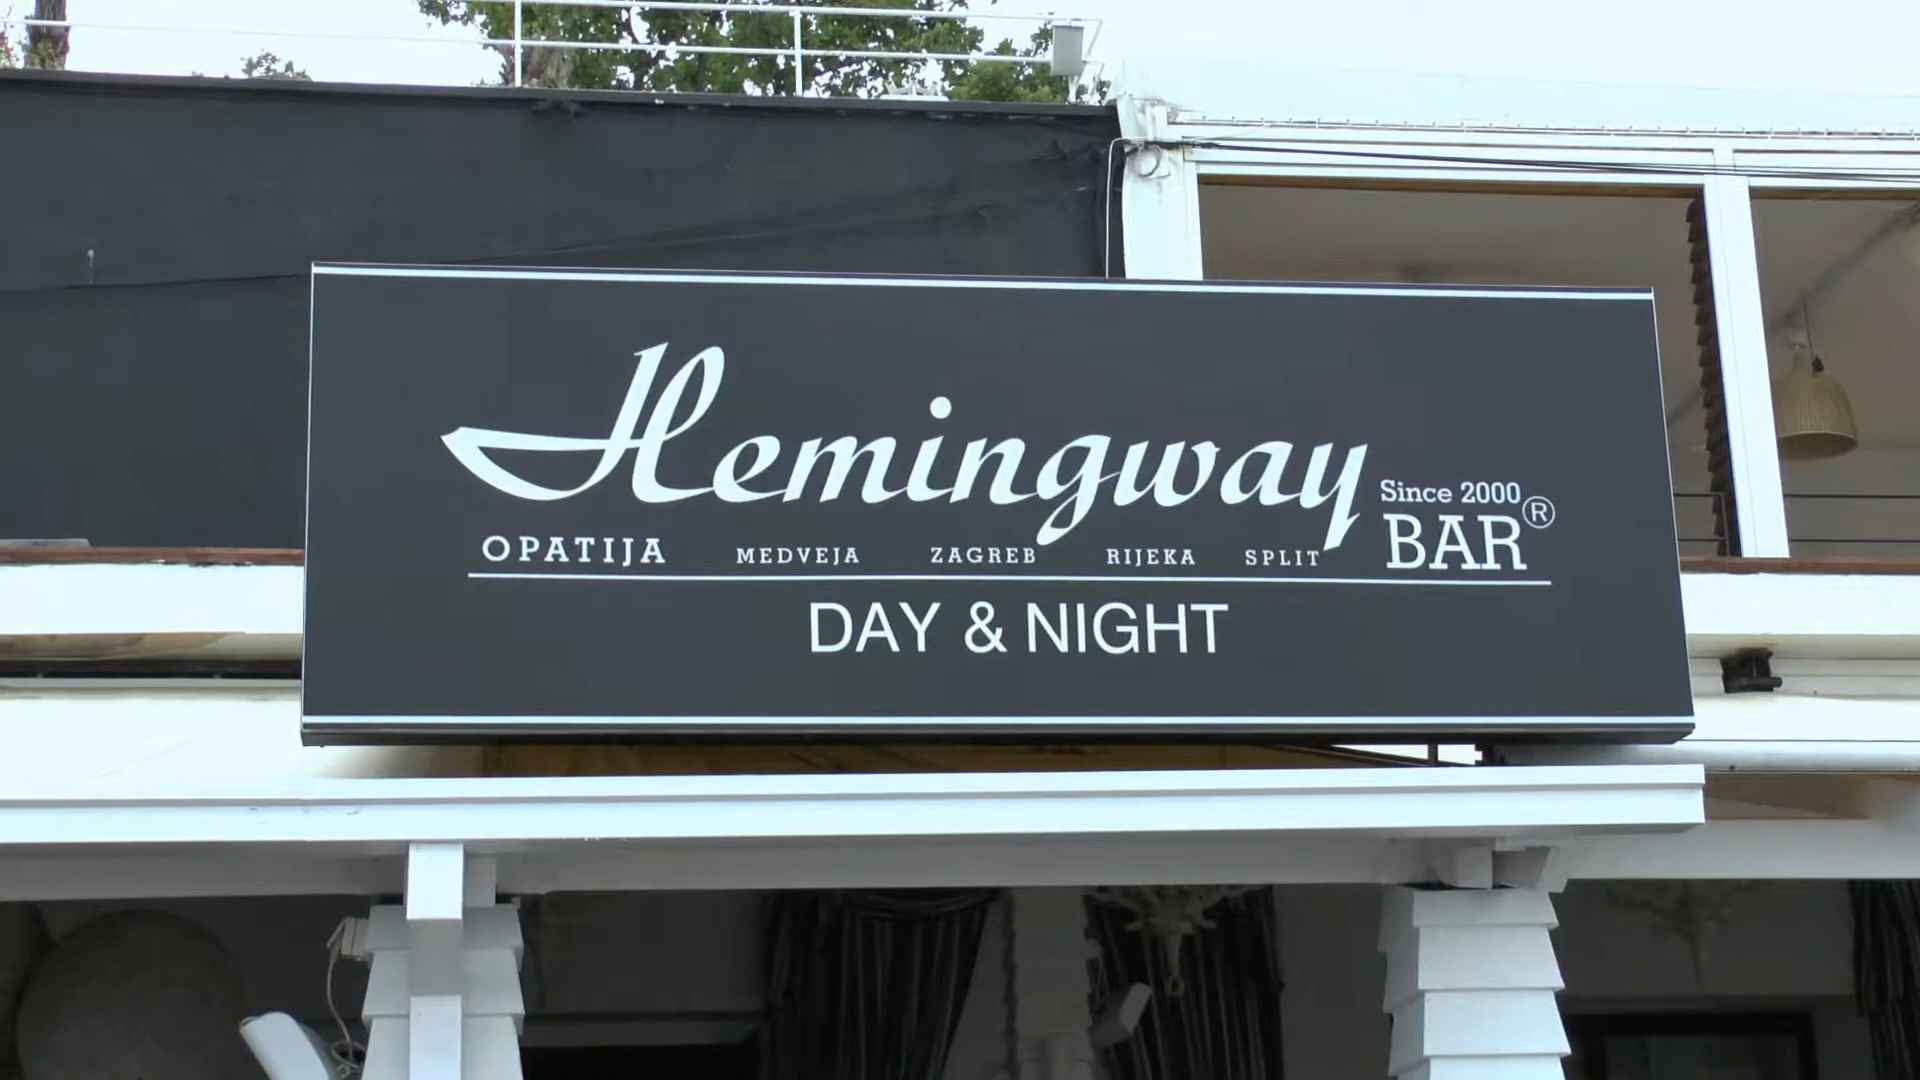 Hemingway
Since 2000
BAR®
OPATIJA MEDVEJA ZAGREB RIJEKA SPLIT
DAY & NIGHT